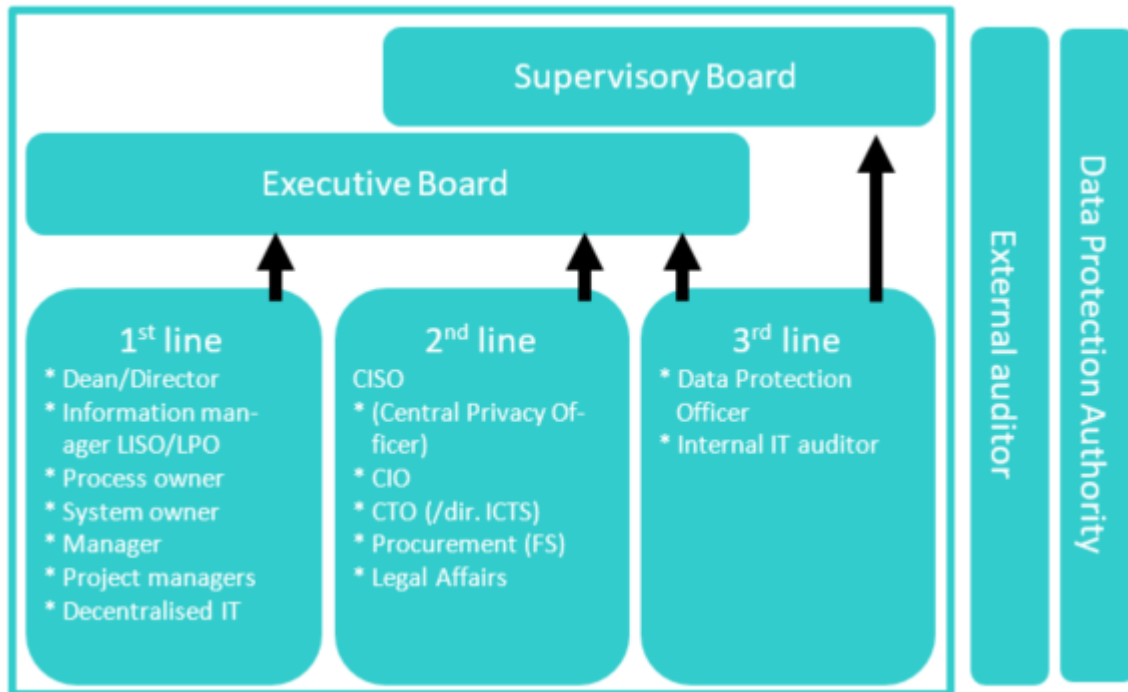 Supervisory Board
Executive Board
1st line
* Dean/Director
* Information man-
ager LISO/LPO
* Process owner
* System owner
* Manager
* Project managers
* Decentralised IT
2nd line
CISO
* (Central Privacy Of-
ficer)
* CIO
* CTO (/dir. ICTS)
* Procurement (FS)
* Legal Affairs
3rd line
* Data Protection
Officer
* Internal IT auditor
External auditor
Data Protection Authority